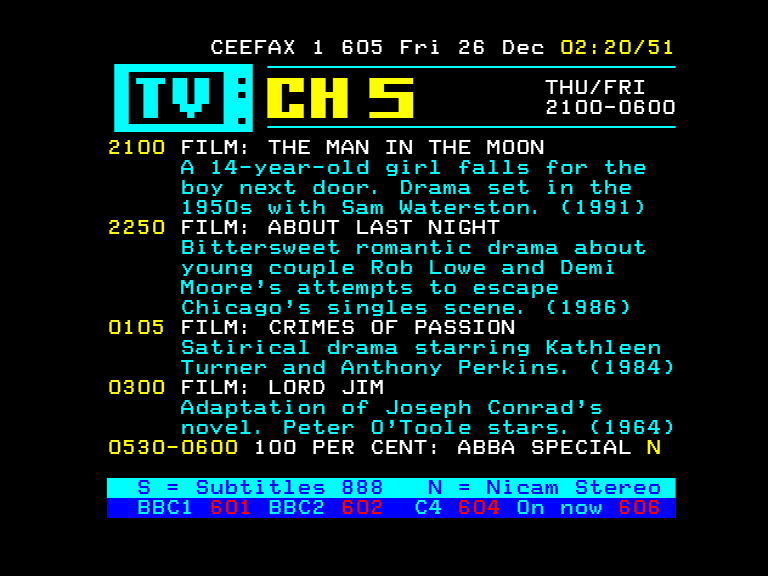 CEEFAX 1 605 Fri 26 Dec 02:20/51
TV: CH 5
THU/FRI
2100-0600
2100 FILM: THE MAN IN THE MOON
A 14-year-old girl falls for the
boy next door. Drama set in the
1950s with Sam Waterston. (1991)
2250 FILM: ABOUT LAST NIGHT
Bittersweet romantic drama about
young couple Rob Lowe and Demi
Moore's attempts to escape
Chicago's singles scene. (1986)
0105 FILM: CRIMES OF PASSION
Satirical drama starring Kathleen
Turner and Anthony Perkins. (1984)
0300 FILM: LORD JIM
Adaptation of Joseph Conrad's
novel. Peter O'Toole stars. (1964)
0530-0600 100 PER CENT: ABBA SPECIAL N
S = Subtitles 888 N = Nicam Stereo
BBC1 601 BBC2 602 C4 604 On now 606